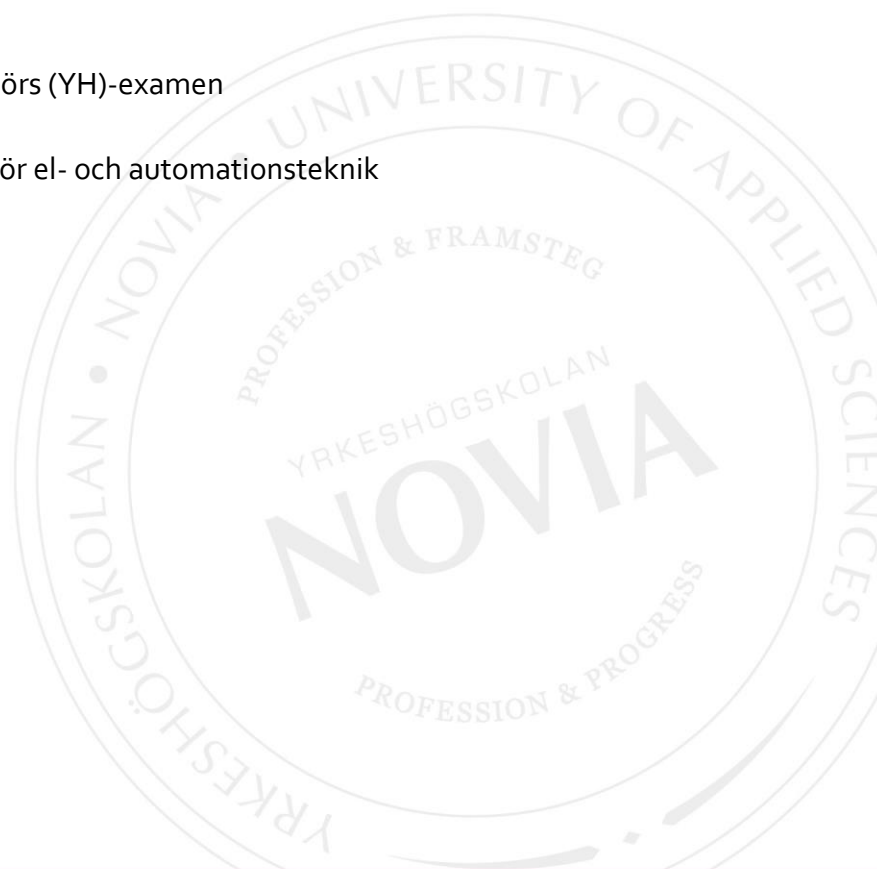 örs (YH)-examen
ör el- och automationsteknik
YRKESHÖGSKOLAN • NOVIA • UNIVERSITY OF APPLIED SCIENCES
PROFESSION & FRAMSTEG
YRKESHÖGSKOLAN
NOVIA
PROFESSION & PROGRESS